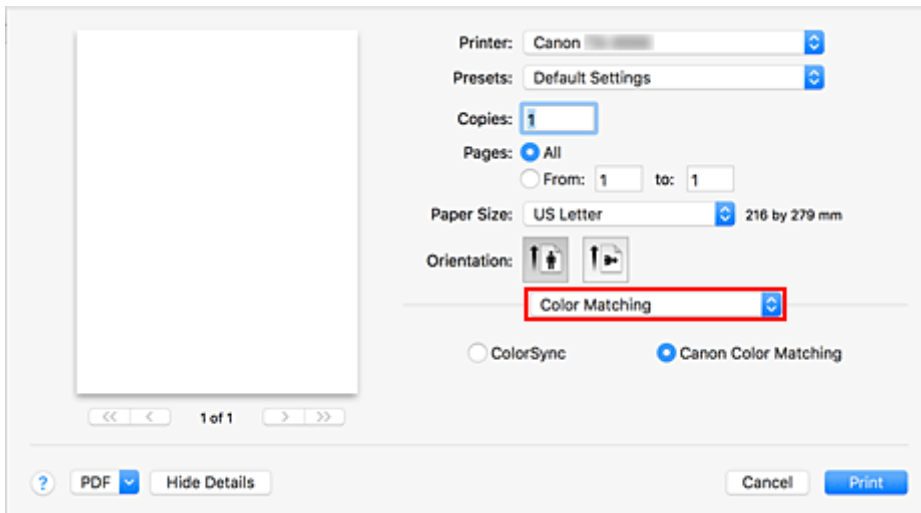 Printer: Canon
Presets: Default Settings
Copies: 1
Pages: All
From: 1 to: 1
Paper Size: US Letter 216 by 279 mm
Orientation:
Color Matching
ColorSync Canon Color Matching
<< < 1 of 1 > >>
? PDF Hide Details Cancel Print